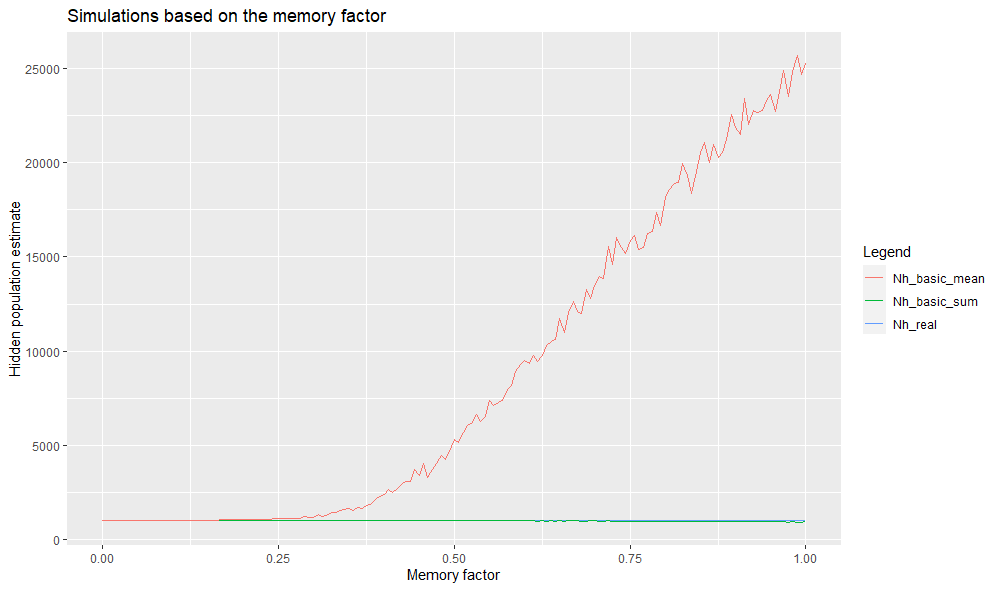 Simulations based on the memory factor
Hidden population estimate
25000
20000
15000
10000
5000
0
0.00
0.25
0.50
0.75
1.00
Memory factor
Legend
Nh_basic_mean
Nh_basic_sum
Nh_real